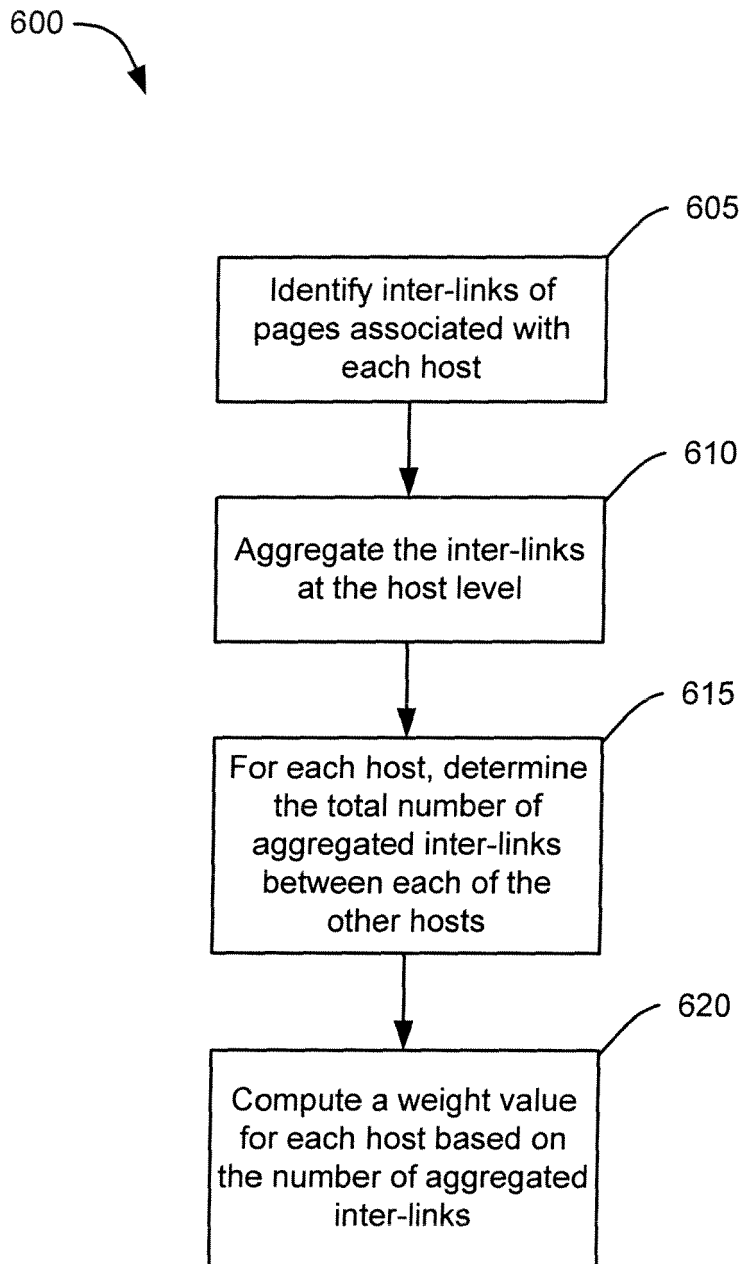 600
605
Identify inter-links of
pages associated with
each host
610
Aggregate the inter-links
at the host level
615
For each host, determine
the total number of
aggregated inter-links
between each of the
other hosts
620
Compute a weight value
for each host based on
the number of aggregated
inter-links